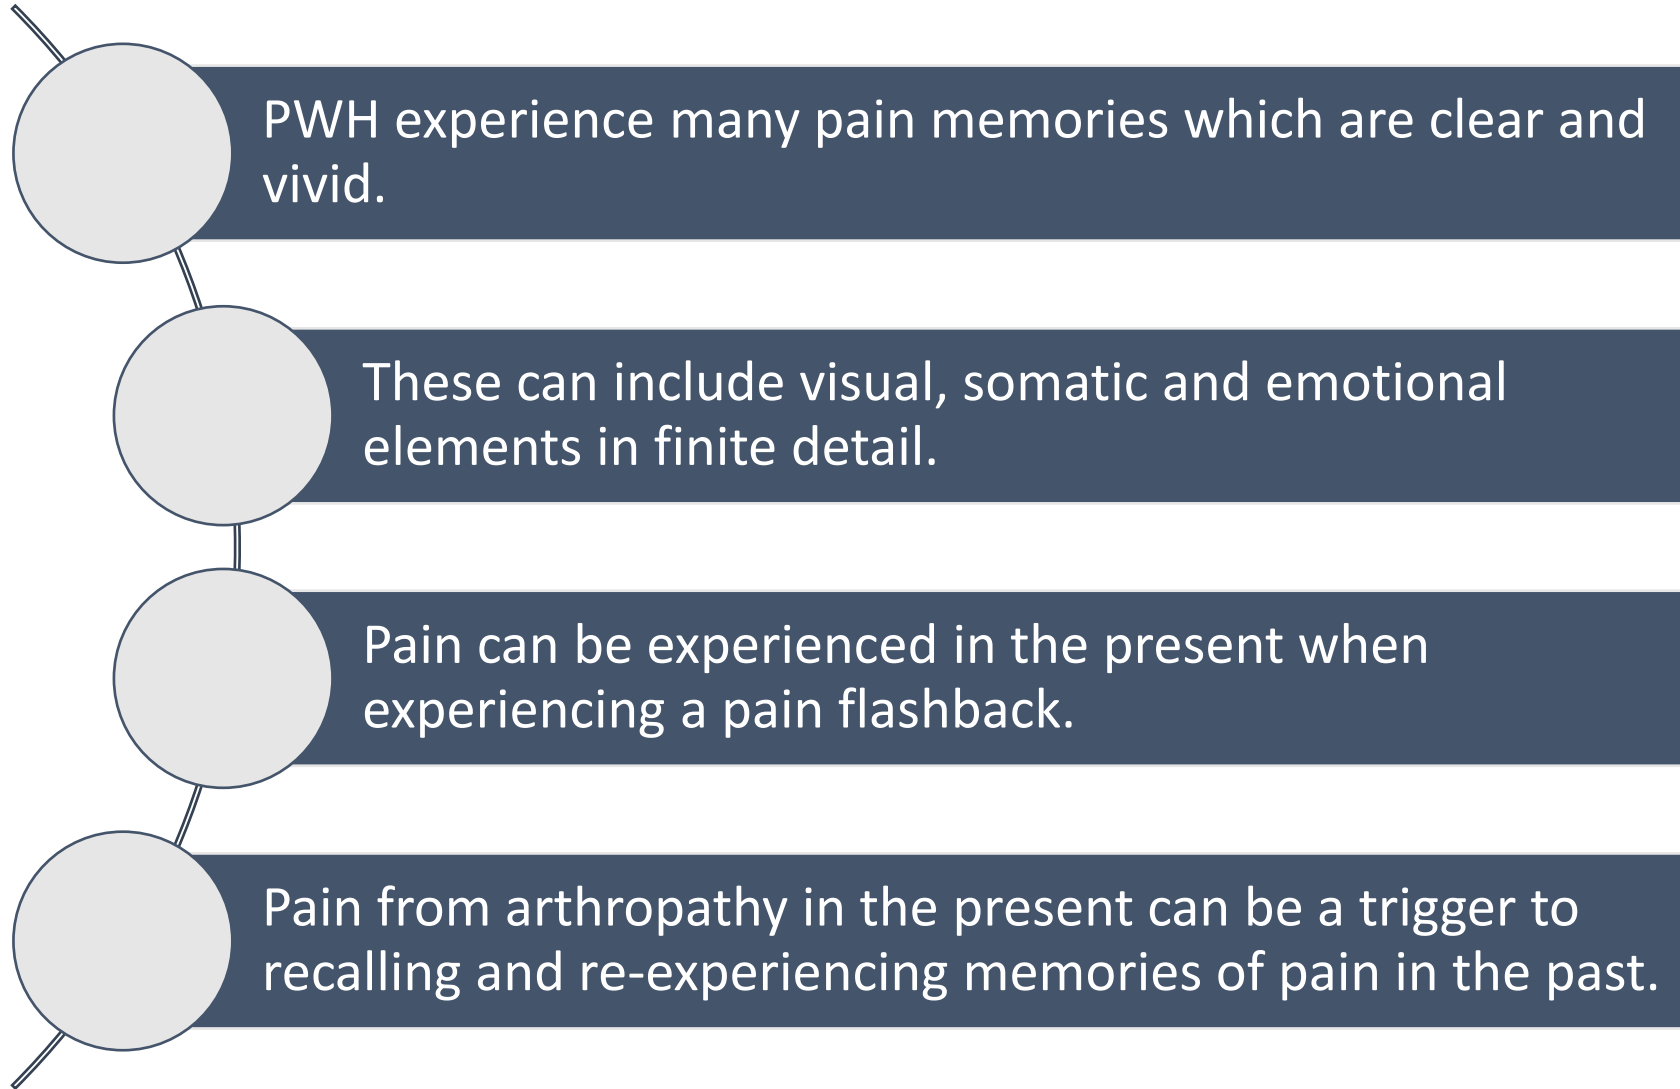 PWH experience many pain memories which are clear and
vivid.
These can include visual, somatic and emotional
elements in finite detail.
Pain can be experienced in the present when
experiencing a pain flashback.
Pain from arthropathy in the present can be a trigger to
recalling and re-experiencing memories of pain in the past.